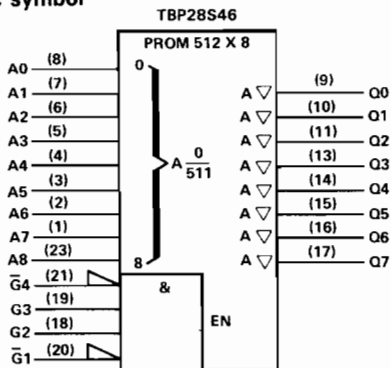 symbol
TBP28S46
PROM 512 X 8
A0 (8) 0
A1 (7)
A2 (6)
A3 (5)
A4 (4)
A5 (3)
A6 (2)
A7 (1)
A8 (23) 8
A 0/511
G̅4 (21)
G3 (19)
G2 (18)
G̅1 (20)
&
EN
A ▽ (9) Q0
A ▽ (10) Q1
A ▽ (11) Q2
A ▽ (13) Q3
A ▽ (14) Q4
A ▽ (15) Q5
A ▽ (16) Q6
A ▽ (17) Q7